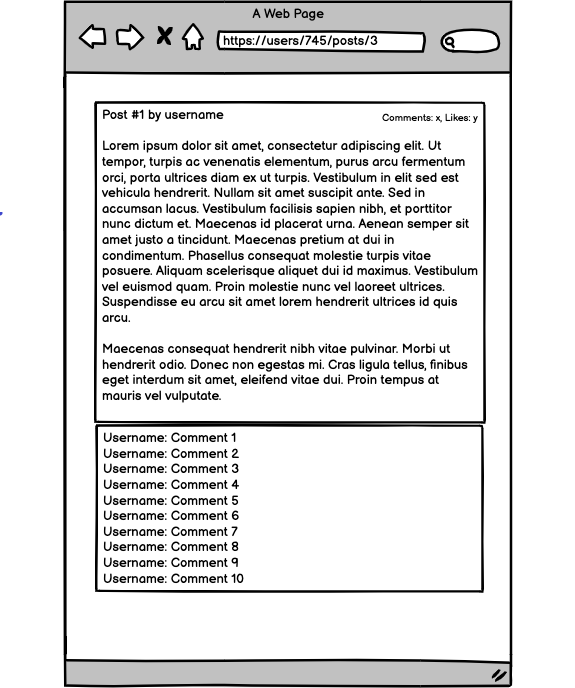 A Web Page
https://users/745/posts/3
Post #1 by username
Comments: x, Likes: y
Lorem ipsum dolor sit amet, consectetur adipiscing elit. Ut
tempor, turpis ac venenatis elementum, purus arcu fermentum
orci, porta ultrices diam ex ut turpis. Vestibulum in elit sed est
vehicula hendrerit. Nullam sit amet suscipit ante. Sed in
accumsan lacus. Vestibulum facilisis sapien nibh, et porttitor
nunc dictum et. Maecenas id placerat urna. Aenean semper sit
amet justo a tincidunt. Maecenas pretium at dui in
condimentum. Phasellus consequat molestie turpis vitae
posuere. Aliquam scelerisque aliquet dui id maximus. Vestibulum
vel euismod quam. Proin molestie nunc vel laoreet ultrices.
Suspendisse eu arcu sit amet lorem hendrerit ultrices id quis
arcu.
Maecenas consequat hendrerit nibh vitae pulvinar. Morbi ut
hendrerit odio. Donec non egestas mi. Cras ligula tellus, finibus
eget interdum sit amet, eleifend vitae dui. Proin tempus at
mauris vel vulputate.
Username: Comment 1
Username: Comment 2
Username: Comment 3
Username: Comment 4
Username: Comment 5
Username: Comment 6
Username: Comment 7
Username: Comment 8
Username: Comment 9
Username: Comment 10